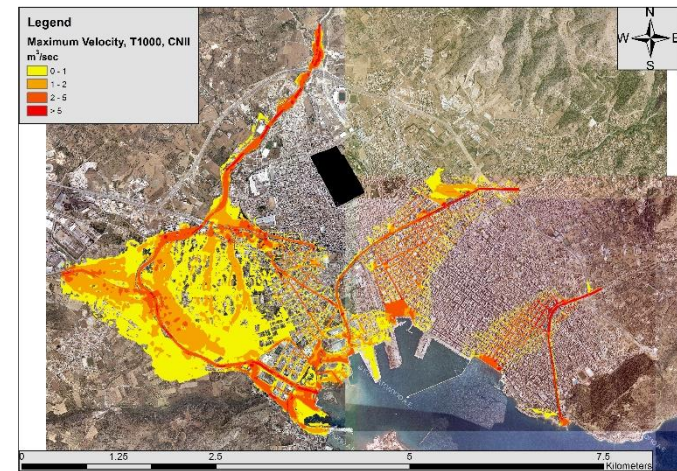 Legend
Maximum Velocity, T1000, CNII
m³/sec
0 - 1
1 - 2
2 - 5
> 5
N
W E
S
0 1.25 2.5 5 7.5
Kilometers